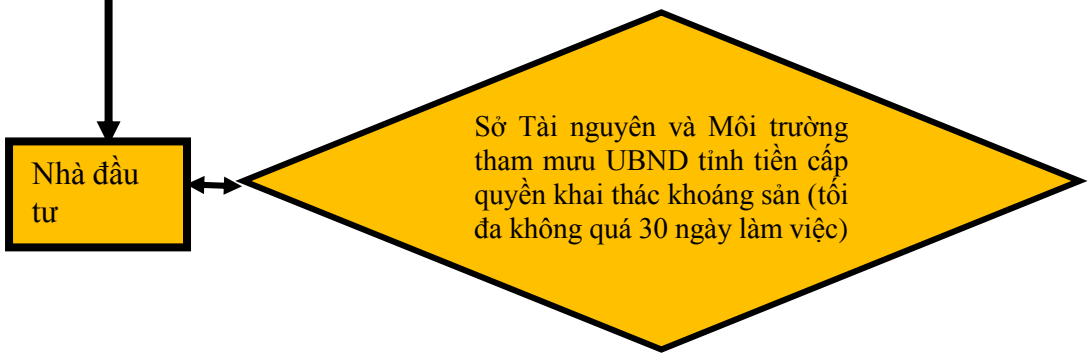 Nhà đầu
tư
Sở Tài nguyên và Môi trường
tham mưu UBND tỉnh tiền cấp
quyền khai thác khoáng sản (tối
đa không quá 30 ngày làm việc)